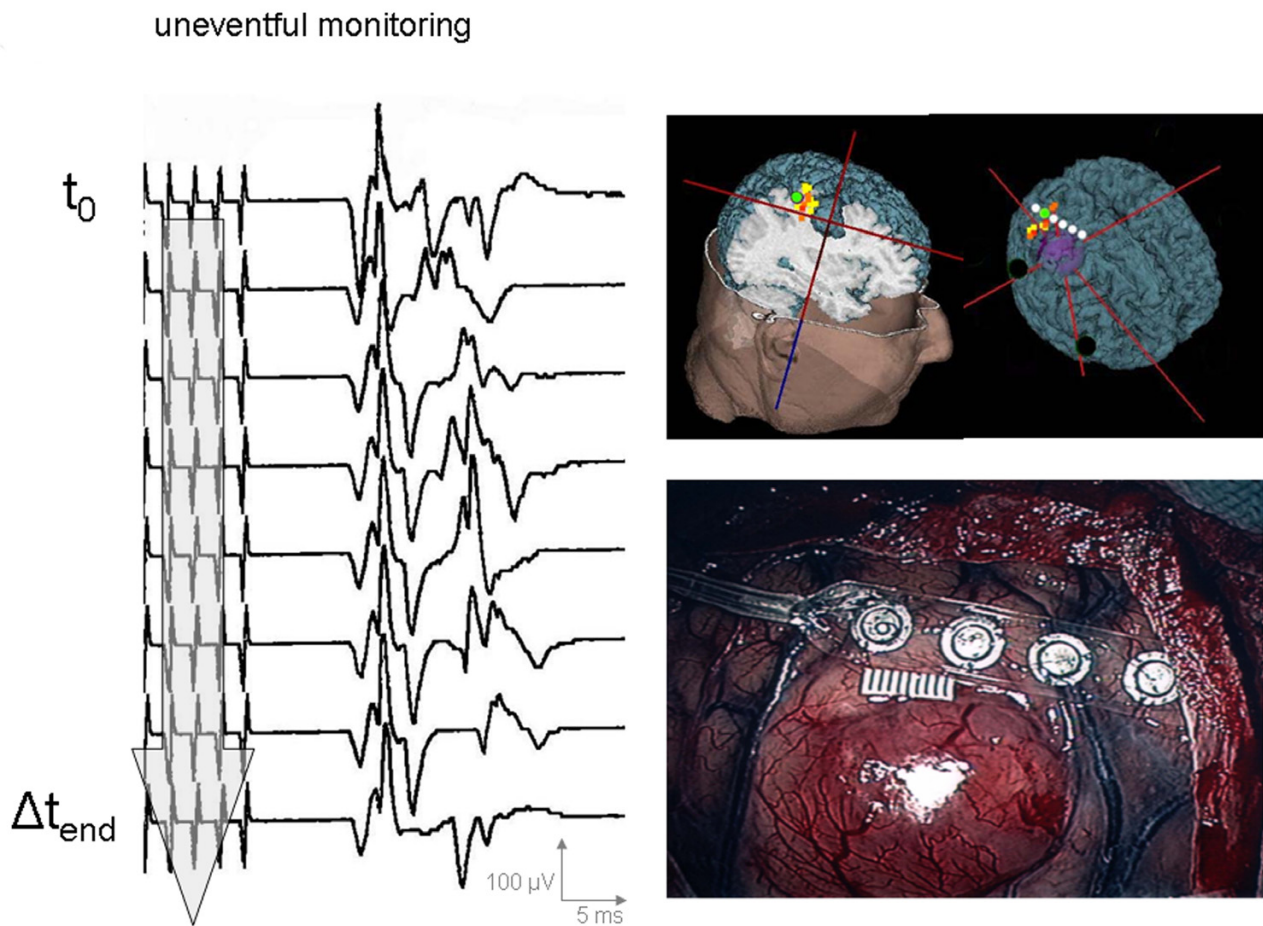 uneventful monitoring
t0
Δtend
100 µV
5 ms